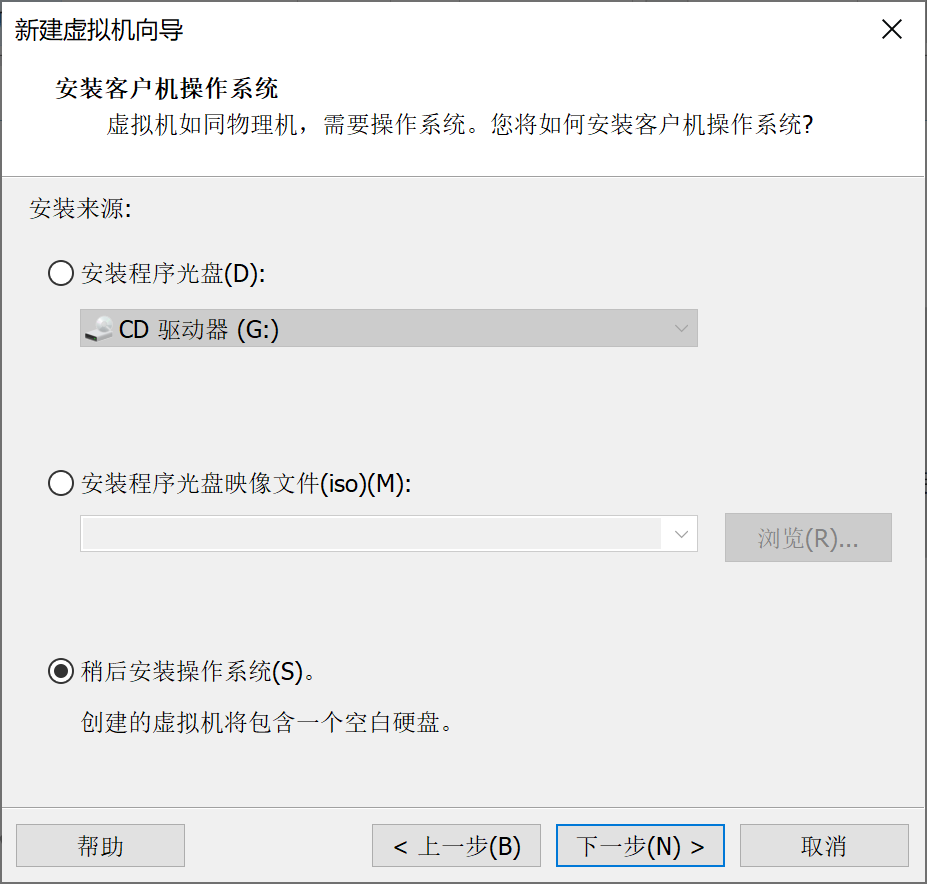 新建虚拟机向导
安装客户机操作系统
虚拟机如同物理机，需要操作系统。您将如何安装客户机操作系统?
安装来源:
安装程序光盘(D):
CD 驱动器 (G:)
安装程序光盘映像文件(iso)(M):
浏览(R)...
稍后安装操作系统(S)。
创建的虚拟机将包含一个空白硬盘。
帮助
< 上一步(B)
下一步(N) >
取消